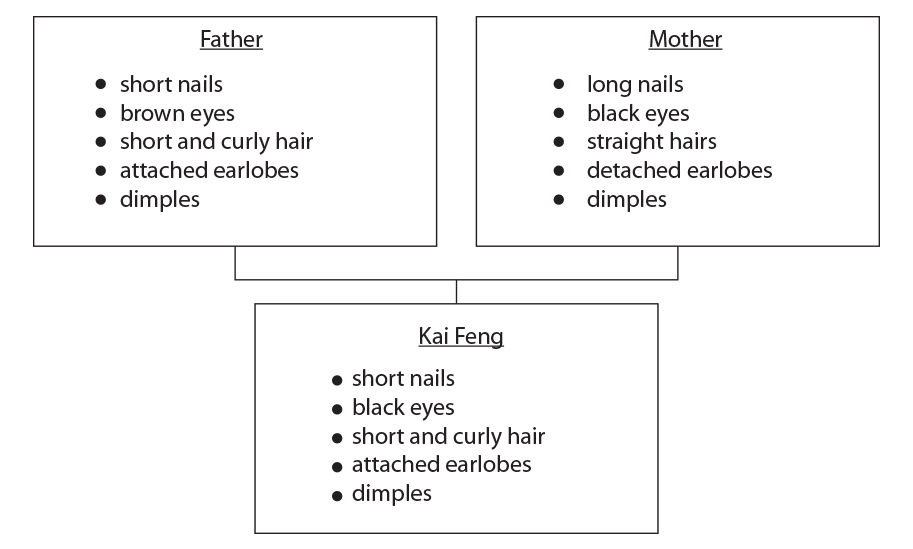 Father
● short nails
● brown eyes
● short and curly hair
● attached earlobes
● dimples
Mother
● long nails
● black eyes
● straight hairs
● detached earlobes
● dimples
Kai Feng
● short nails
● black eyes
● short and curly hair
● attached earlobes
● dimples